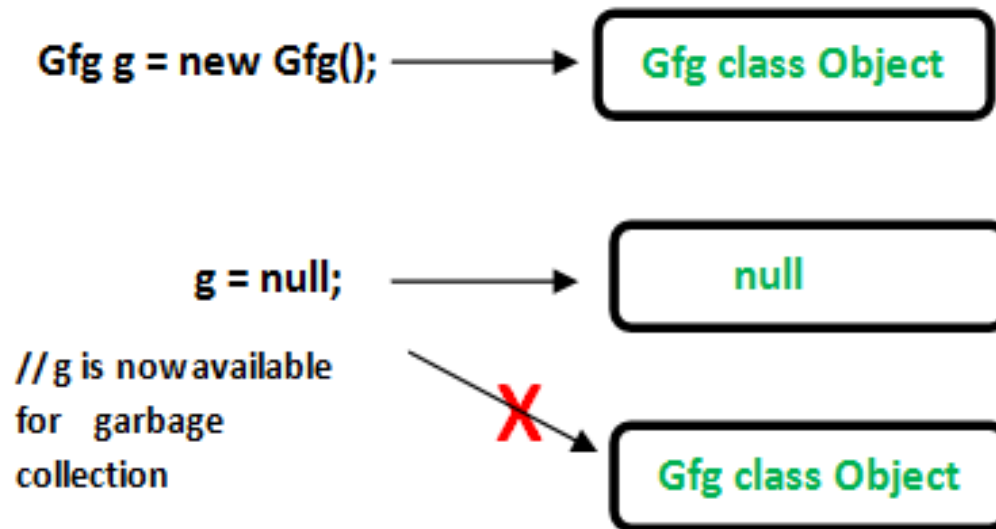 Gfg g = new Gfg();
Gfg class Object
g = null;
null
// g is now available
for garbage
collection
X
Gfg class Object